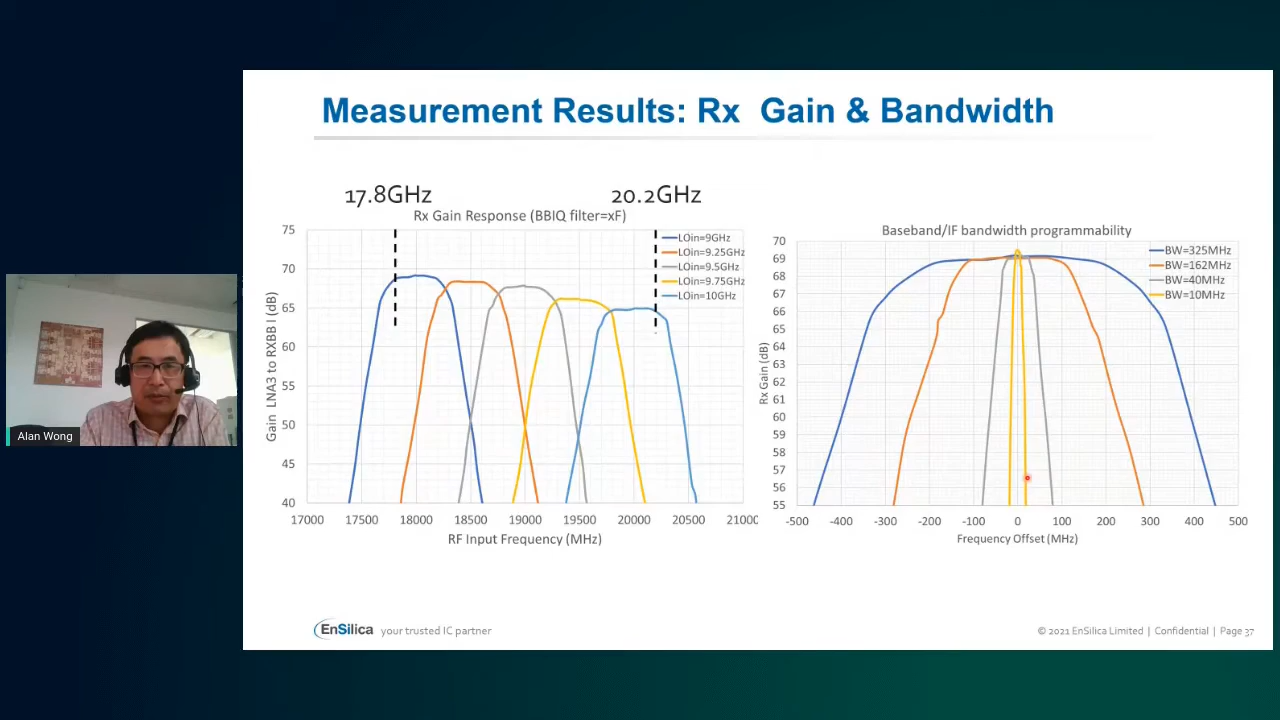 Measurement Results: Rx  Gain & Bandwidth
17.8GHz
20.2GHz
Rx Gain Response (BBIQ filter=xF)
75
70
65
60
55
50
45
40
Gain  LNA3 to RXBB I (dB)
LOin=9GHz
LOin=9.25GHz
LOin=9.5GHz
LOin=9.75GHz
LOin=10GHz
17000 17500 18000 18500 19000 19500 20000 20500 21000
RF Input Frequency (MHz)
Baseband/IF bandwidth programmability
70
69
68
67
66
65
64
63
62
61
60
59
58
57
56
55
Rx Gain (dB)
BW=325MHz
BW=162MHz
BW=40MHz
BW=10MHz
-500 -400 -300 -200 -100 0 100 200 300 400 500
Frequency Offset (MHz)
Alan Wong
EnSilica your trusted IC partner
© 2021 EnSilica Limited | Confidential | Page 37